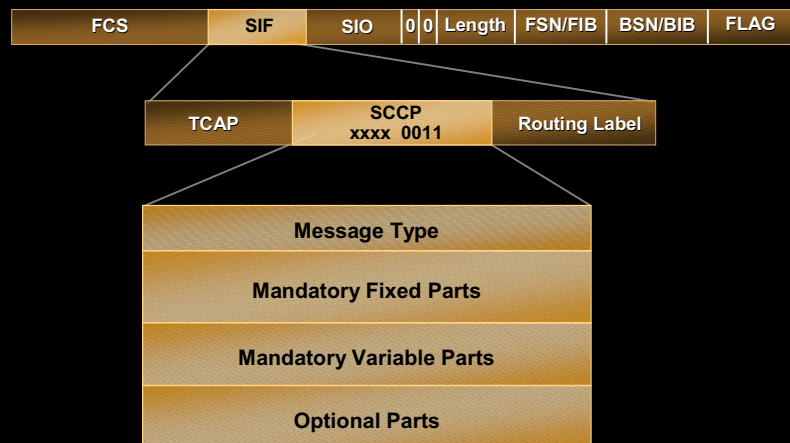 FCS SIF SIO 0 0 Length FSN/FIB BSN/BIB FLAG
TCAP SCCP Routing Label
xxxx 0011
Message Type
Mandatory Fixed Parts
Mandatory Variable Parts
Optional Parts